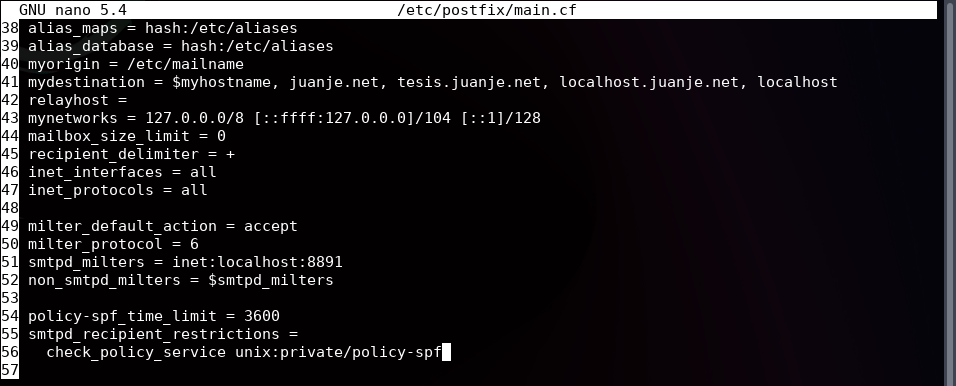 GNU nano 5.4 /etc/postfix/main.cf
38 alias_maps = hash:/etc/aliases
39 alias_database = hash:/etc/aliases
40 myorigin = /etc/mailname
41 mydestination = $myhostname, juanje.net, tesis.juanje.net, localhost.juanje.net, localhost
42 relayhost =
43 mynetworks = 127.0.0.0/8 [::ffff:127.0.0.0]/104 [::1]/128
44 mailbox_size_limit = 0
45 recipient_delimiter = +
46 inet_interfaces = all
47 inet_protocols = all
48
49 milter_default_action = accept
50 milter_protocol = 6
51 smtpd_milters = inet:localhost:8891
52 non_smtpd_milters = $smtpd_milters
53
54 policy-spf_time_limit = 3600
55 smtpd_recipient_restrictions =
56   check_policy_service unix:private/policy-spf
57